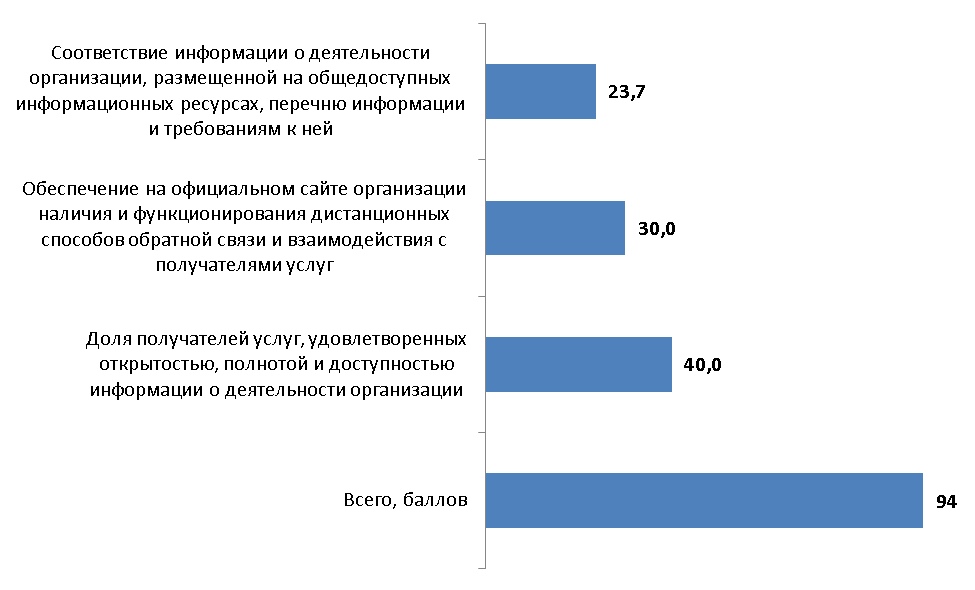 Соответствие информации о деятельности
организации, размещенной на общедоступных
информационных ресурсах, перечню информации
и требованиям к ней
23,7
Обеспечение на официальном сайте организации
наличия и функционирования дистанционных
способов обратной связи и взаимодействия с
получателями услуг
30,0
Доля получателей услуг, удовлетворенных
открытостью, полнотой и доступностью
информации о деятельности организации
40,0
Всего, баллов
94